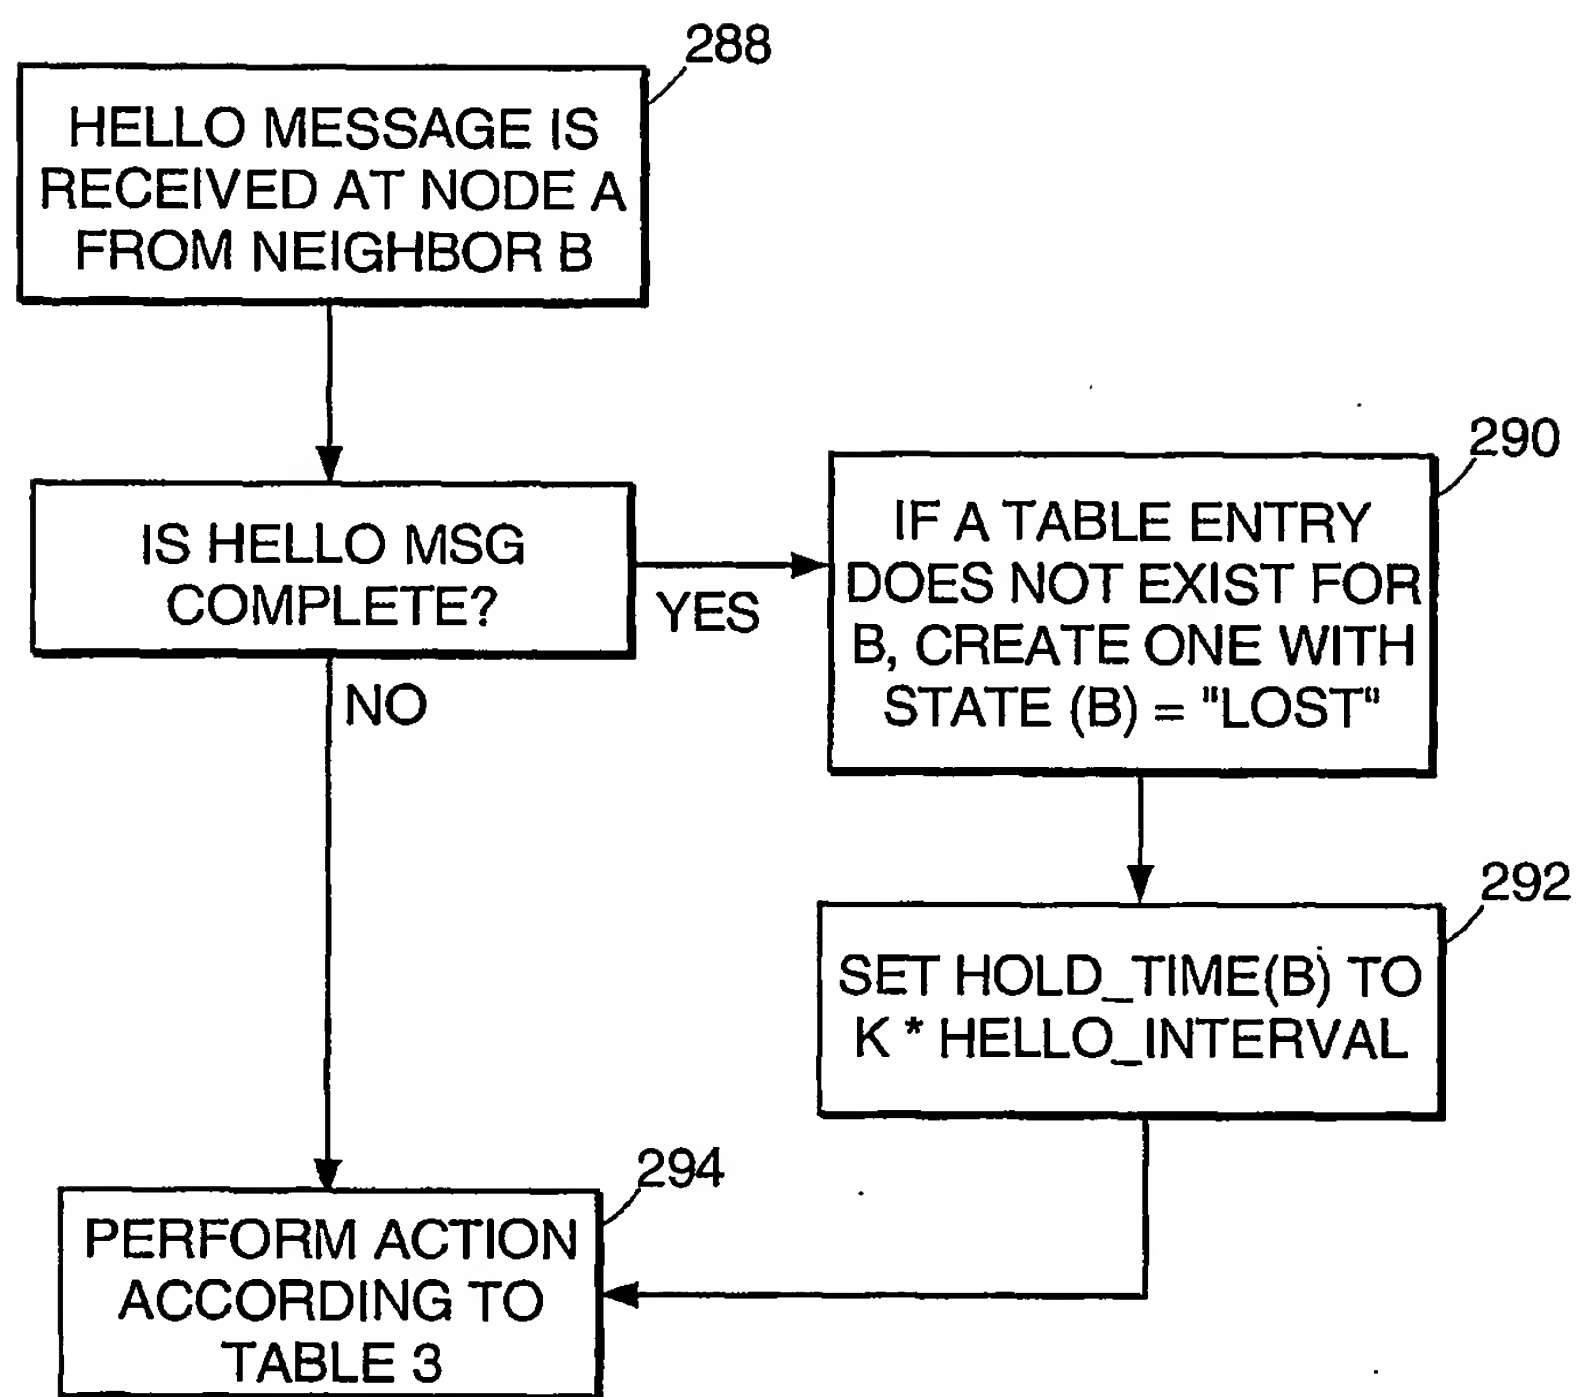 288
HELLO MESSAGE IS
RECEIVED AT NODE A
FROM NEIGHBOR B
IS HELLO MSG
COMPLETE?
YES
NO
290
IF A TABLE ENTRY
DOES NOT EXIST FOR
B, CREATE ONE WITH
STATE (B) = "LOST"
292
SET HOLD_TIME(B) TO
K * HELLO_INTERVAL
294
PERFORM ACTION
ACCORDING TO
TABLE 3